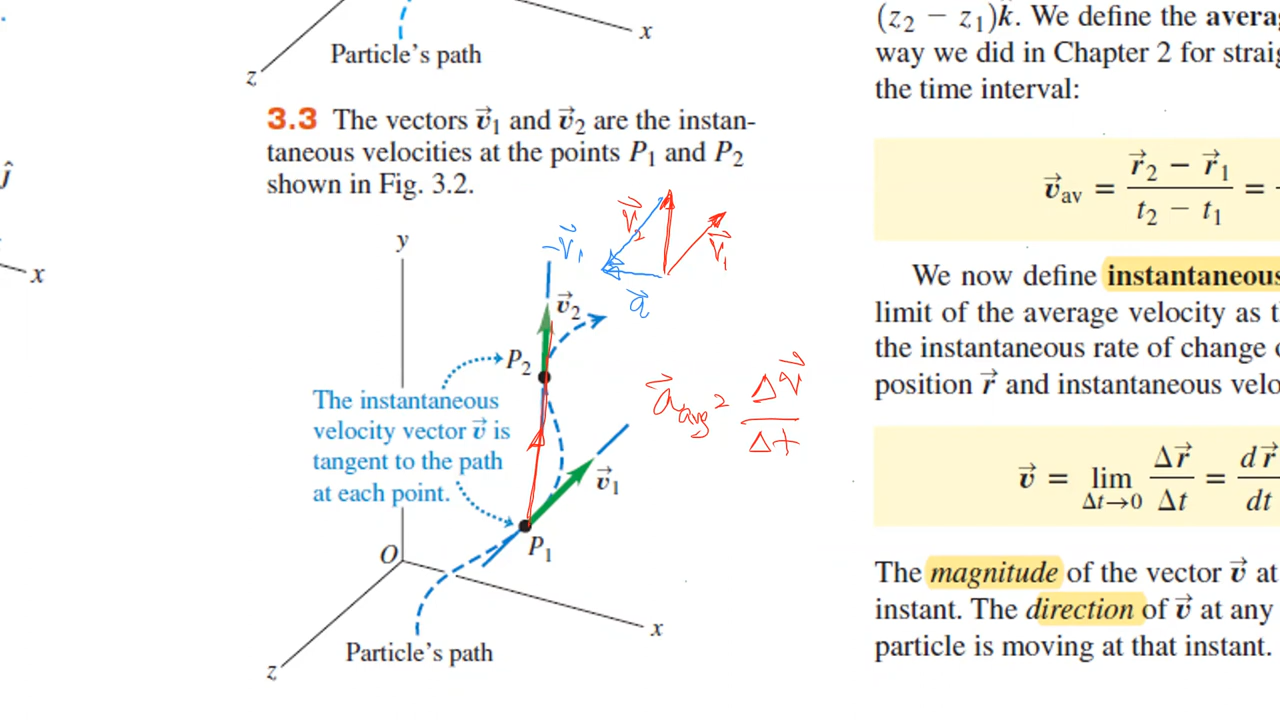 x
Particle's path
z
3.3 The vectors v⃗₁ and v⃗₂ are the instan-
taneous velocities at the points P₁ and P₂
shown in Fig. 3.2.
ĵ
x
y
-v⃗₁
v⃗₂
v⃗₁
a⃗
v⃗₂
P₂
The instantaneous
velocity vector v⃗ is
tangent to the path
at each point.
a⃗avg = Δv⃗/Δt
v⃗₁
P₁
O
x
Particle's path
z
(z₂ − z₁)k̂. We define the avera
way we did in Chapter 2 for straig
the time interval:
v⃗av = (r⃗₂ − r⃗₁)/(t₂ − t₁) =
We now define instantaneous
limit of the average velocity as t
the instantaneous rate of change o
position r⃗ and instantaneous velo
v⃗ = lim Δt→0 Δr⃗/Δt = dr⃗/dt
The magnitude of the vector v⃗ at
instant. The direction of v⃗ at any
particle is moving at that instant.